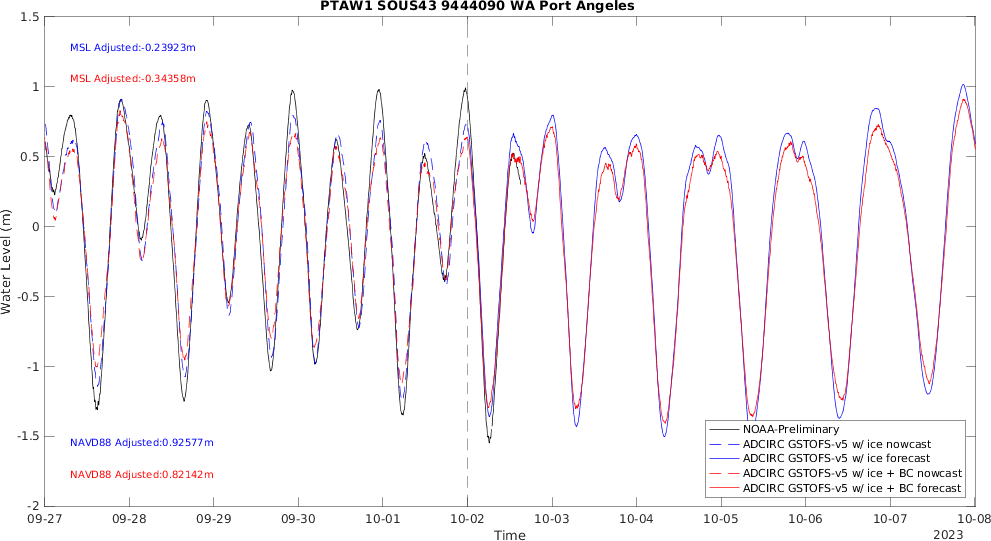 PTAW1 SOUS43 9444090 WA Port Angeles
MSL Adjusted:-0.23923m
MSL Adjusted:-0.34358m
NAVD88 Adjusted:0.92577m
NAVD88 Adjusted:0.82142m
Water Level (m)
1.5
1
0.5
0
-0.5
-1
-1.5
-2
NOAA-Preliminary
ADCIRC GSTOFS-v5 w/ ice nowcast
ADCIRC GSTOFS-v5 w/ ice forecast
ADCIRC GSTOFS-v5 w/ ice + BC nowcast
ADCIRC GSTOFS-v5 w/ ice + BC forecast
09-27 09-28 09-29 09-30 10-01 10-02 10-03 10-04 10-05 10-06 10-07 10-08
Time
2023